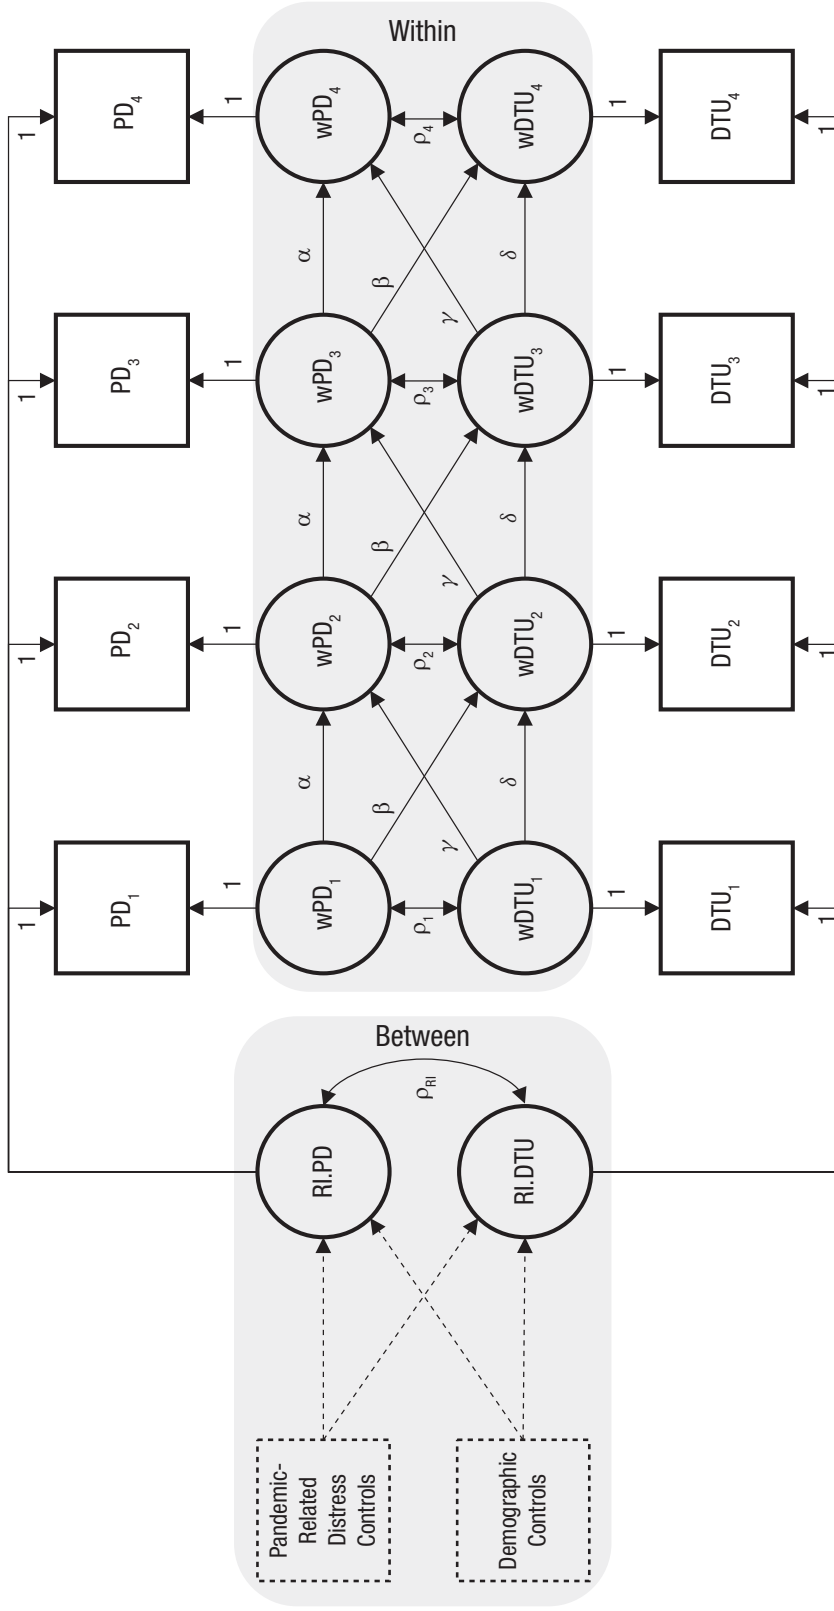 1
1
1
1
PD₁
PD₂
PD₃
PD₄
1
1
1
1
Between
Within
Pandemic-
Related
Distress
Controls
RI.PD
wPD₁
wPD₂
wPD₃
wPD₄
α
α
α
β
β
β
ρRI
ρ₁
ρ₂
ρ₃
ρ₄
γ
γ
γ
δ
δ
δ
Demographic
Controls
RI.DTU
wDTU₁
wDTU₂
wDTU₃
wDTU₄
1
1
1
1
DTU₁
DTU₂
DTU₃
DTU₄
1
1
1
1